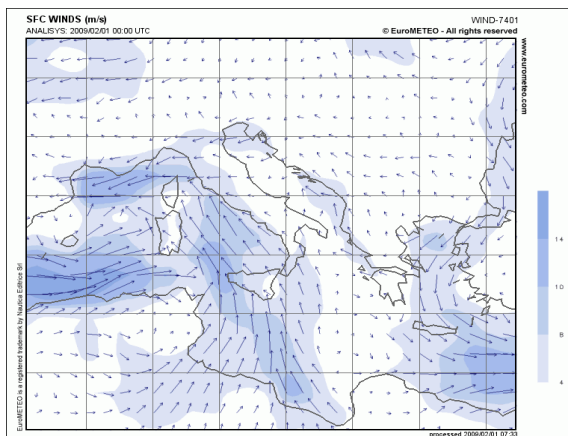 SFC WINDS (m/s)
WIND-7401
ANALISYS: 2009/02/01 00:00 UTC
© EuroMETEO - All rights reserved
www.eurometeo.com
EuroMETEO is a registered trademark by Nautica Editrice Srl
14
10
8
4
processed 2009/02/01 07:33